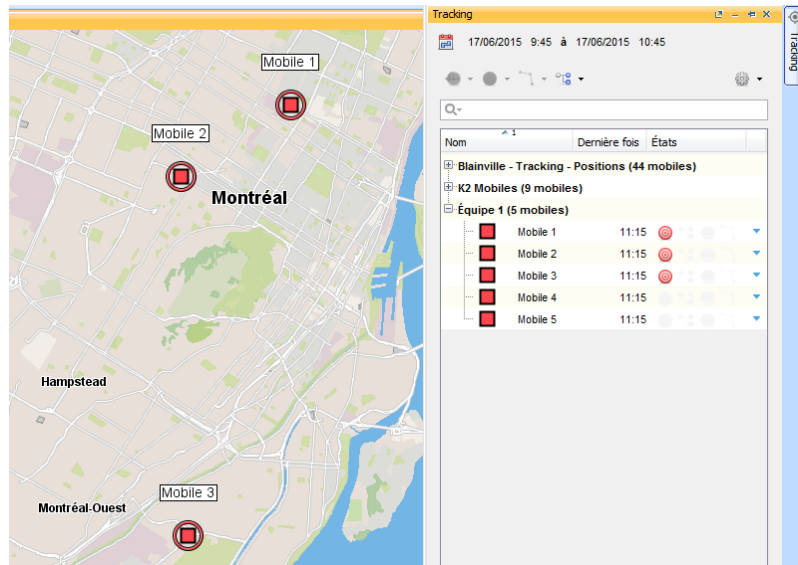 Mobile 1
Mobile 2
Montréal
Hampstead
Mobile 3
Montréal-Ouest
Tracking
17/06/2015 9:45 à 17/06/2015 10:45
Nom 1 Dernière fois États
Blainville - Tracking - Positions (44 mobiles)
K2 Mobiles (9 mobiles)
Équipe 1 (5 mobiles)
Mobile 1 11:15
Mobile 2 11:15
Mobile 3 11:15
Mobile 4 11:15
Mobile 5 11:15
Tracking